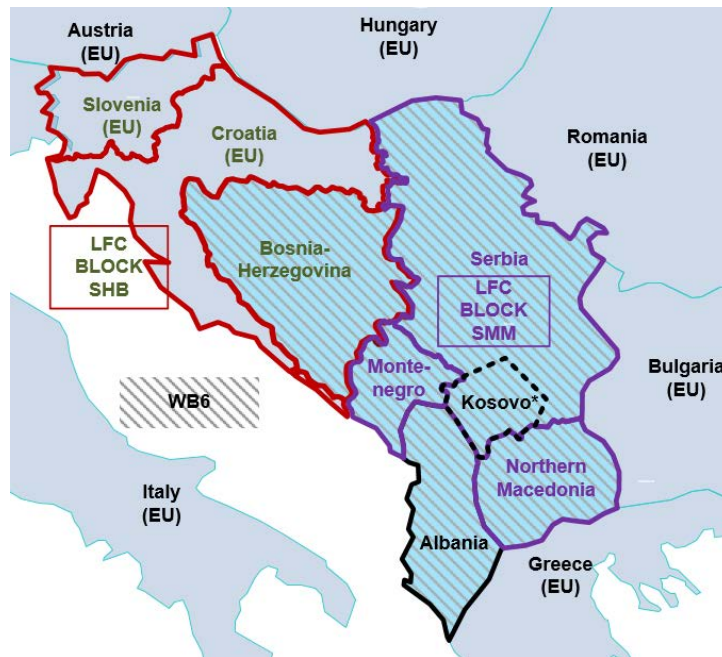 Austria
(EU)
Hungary
(EU)
Slovenia
(EU)
Croatia
(EU)
Romania
(EU)
LFC
BLOCK
SHB
Bosnia-
Herzegovina
Serbia
LFC
BLOCK
SMM
Monte-
negro
Kosovo*
Bulgaria
(EU)
WB6
Italy
(EU)
Northern
Macedonia
Albania
Greece
(EU)